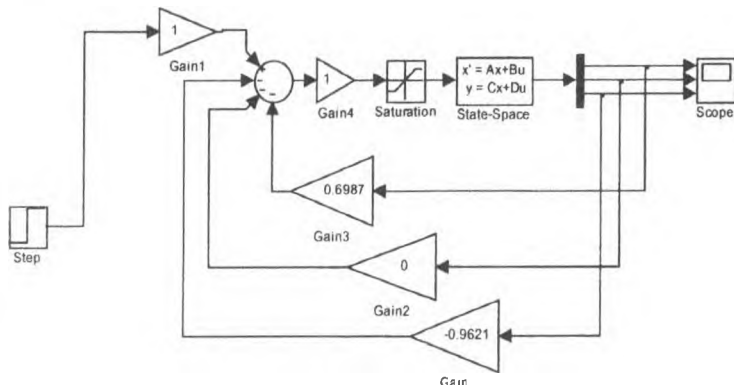 1
Gain1
+
-
-
-
1
Gain4
Saturation
x' = Ax+Bu
y = Cx+Du
State-Space
Scope
0.6987
Gain3
Step
0
Gain2
-0.9621
Gain